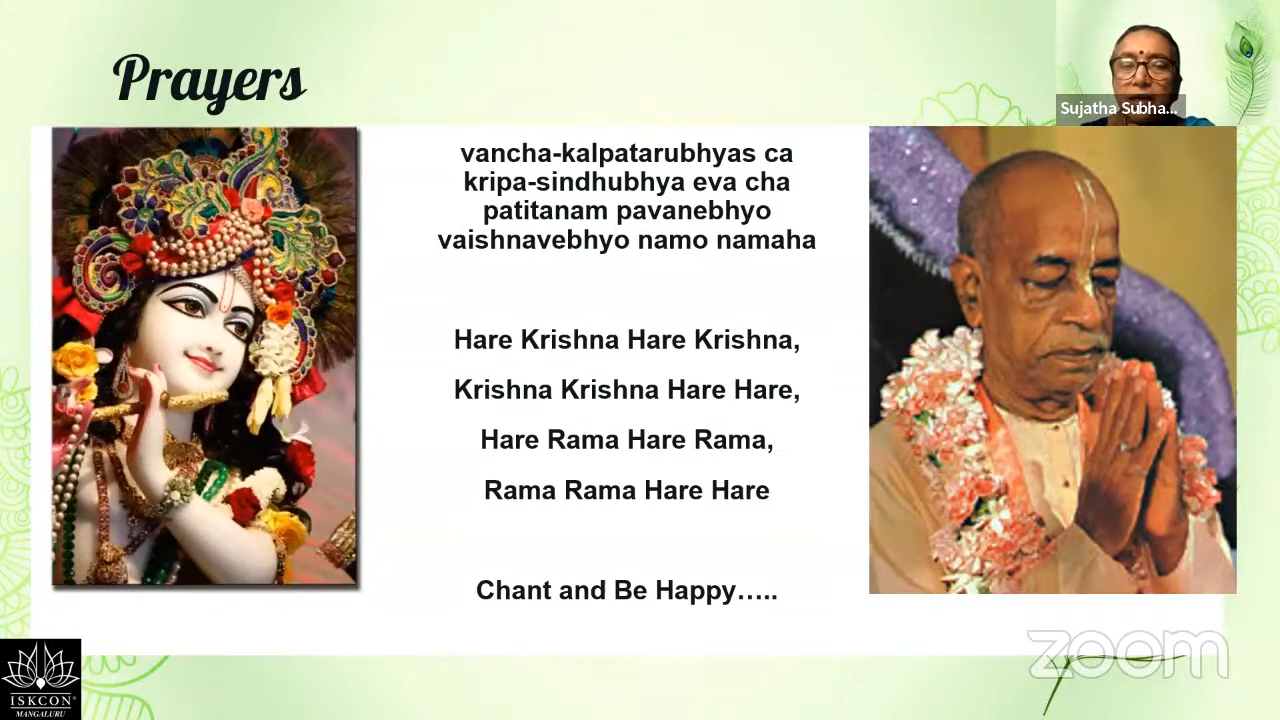 Prayers
Sujatha Subha...
vancha-kalpatarubhyas ca
kripa-sindhubhya eva cha
patitanam pavanebhyo
vaishnavebhyo namo namaha
Hare Krishna Hare Krishna,
Krishna Krishna Hare Hare,
Hare Rama Hare Rama,
Rama Rama Hare Hare
Chant and Be Happy…..
zoom
ISKCON®
MANGALURU